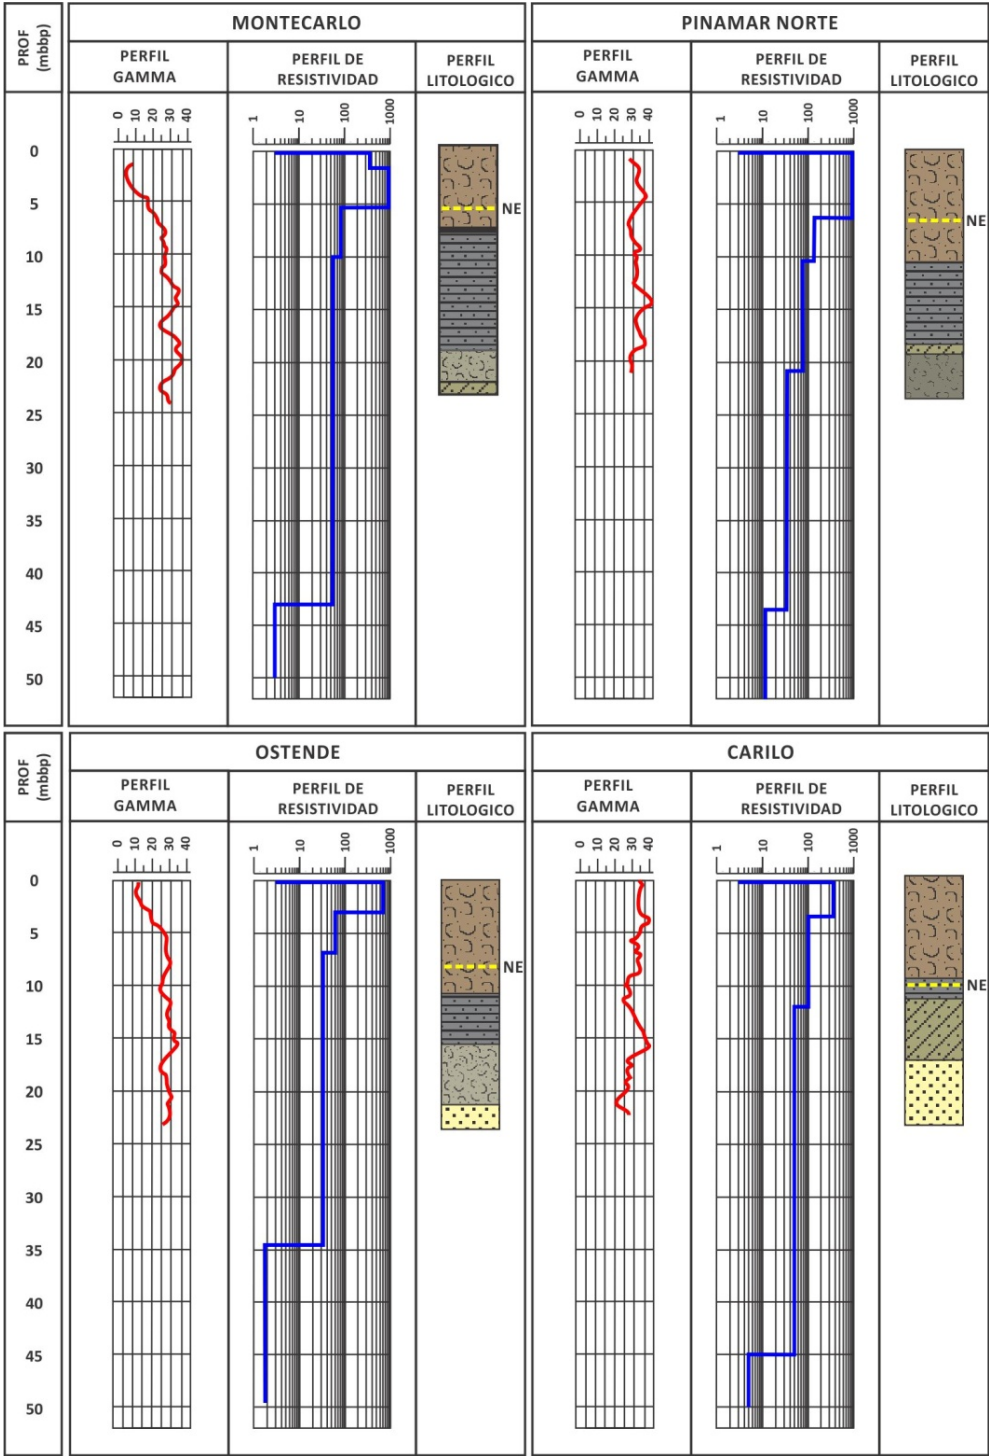 PROF
(mbbp)
MONTECARLO
PERFIL
GAMMA
PERFIL DE
RESISTIVIDAD
PERFIL
LITOLOGICO
PINAMAR NORTE
PERFIL
GAMMA
PERFIL DE
RESISTIVIDAD
PERFIL
LITOLOGICO
0 10 20 30 40
1 10 100 1000
0 10 20 30 40
1 10 100 1000
0
5
10
15
20
25
30
35
40
45
50
NE
NE
PROF
(mbbp)
OSTENDE
PERFIL
GAMMA
PERFIL DE
RESISTIVIDAD
PERFIL
LITOLOGICO
CARILO
PERFIL
GAMMA
PERFIL DE
RESISTIVIDAD
PERFIL
LITOLOGICO
0 10 20 30 40
1 10 100 1000
0 10 20 30 40
1 10 100 1000
0
5
10
15
20
25
30
35
40
45
50
NE
NE